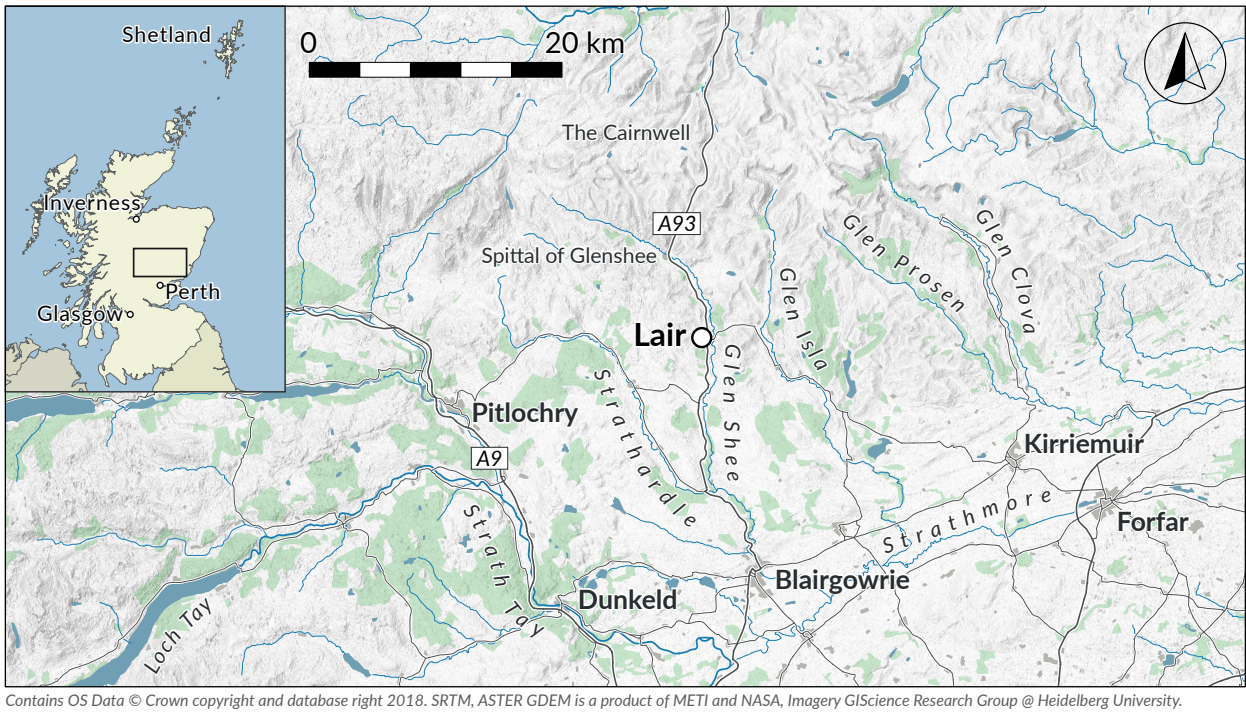 Shetland
0 20 km
The Cairnwell
Inverness
A93
Glen Clova
Glen Prosen
Spittal of Glenshee
Glen Isla
Perth
Glasgow
Lair
Glen Shee
Strathardle
Pitlochry
A9
Kirriemuir
Strathmore
Forfar
Strath Tay
Blairgowrie
Dunkeld
Loch Tay
Contains OS Data © Crown copyright and database right 2018. SRTM, ASTER GDEM is a product of METI and NASA, Imagery GIScience Research Group @ Heidelberg University.